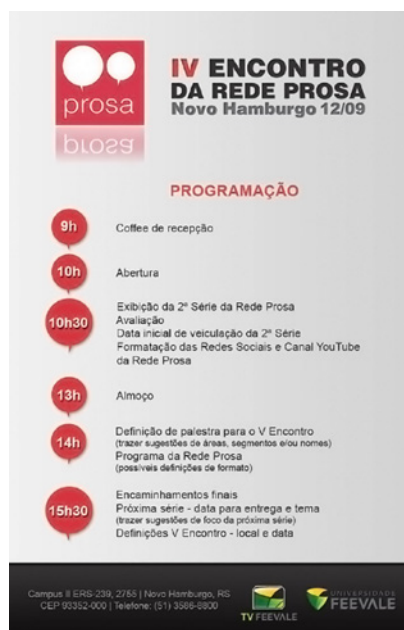 prosa
IV ENCONTRO
DA REDE PROSA
Novo Hamburgo 12/09
PROGRAMAÇÃO
9h
Coffee de recepção
10h
Abertura
10h30
Exibição da 2ª Série da Rede Prosa
Avaliação
Data inicial de veiculação da 2ª Série
Formatação das Redes Sociais e Canal YouTube
da Rede Prosa
13h
Almoço
14h
Definição de palestra para o V Encontro
(trazer sugestões de áreas, segmentos e/ou nomes)
Programa da Rede Prosa
(possíveis definições de formato)
15h30
Encaminhamentos finais
Próxima série - data para entrega e tema
(trazer sugestões de foco da próxima série)
Definições V Encontro - local e data
Campus II ERS-239, 2755 | Novo Hamburgo, RS
CEP 93352-000 | Telefone: (51) 3586-8800
TV FEEVALE
UNIVERSIDADE
FEEVALE